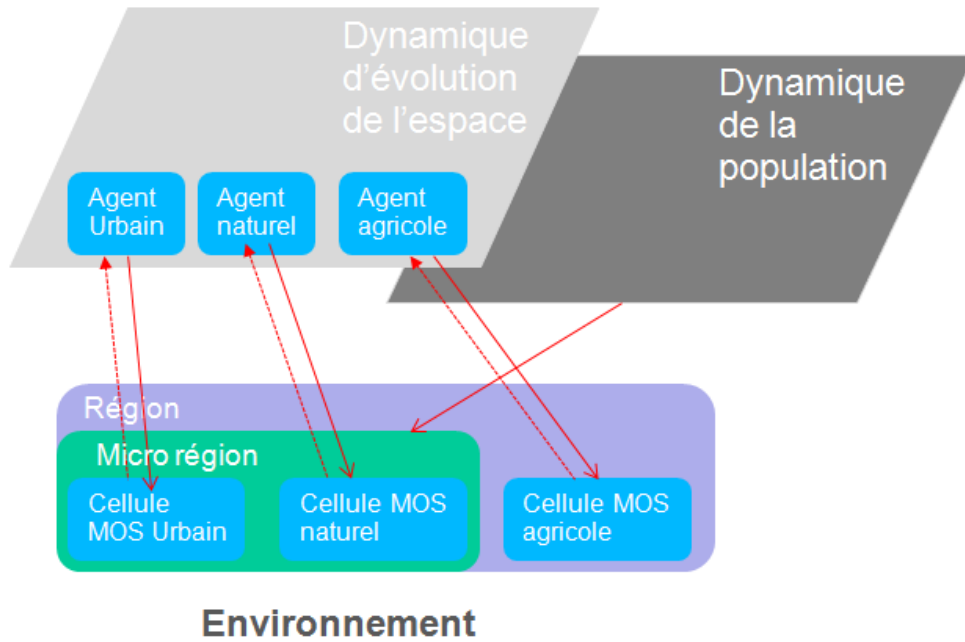 Dynamique
d'évolution
de l'espace
Dynamique
de la
population
Agent
Urbain
Agent
naturel
Agent
agricole
Région
Micro région
Cellule
MOS Urbain
Cellule MOS
naturel
Cellule MOS
agricole
Environnement